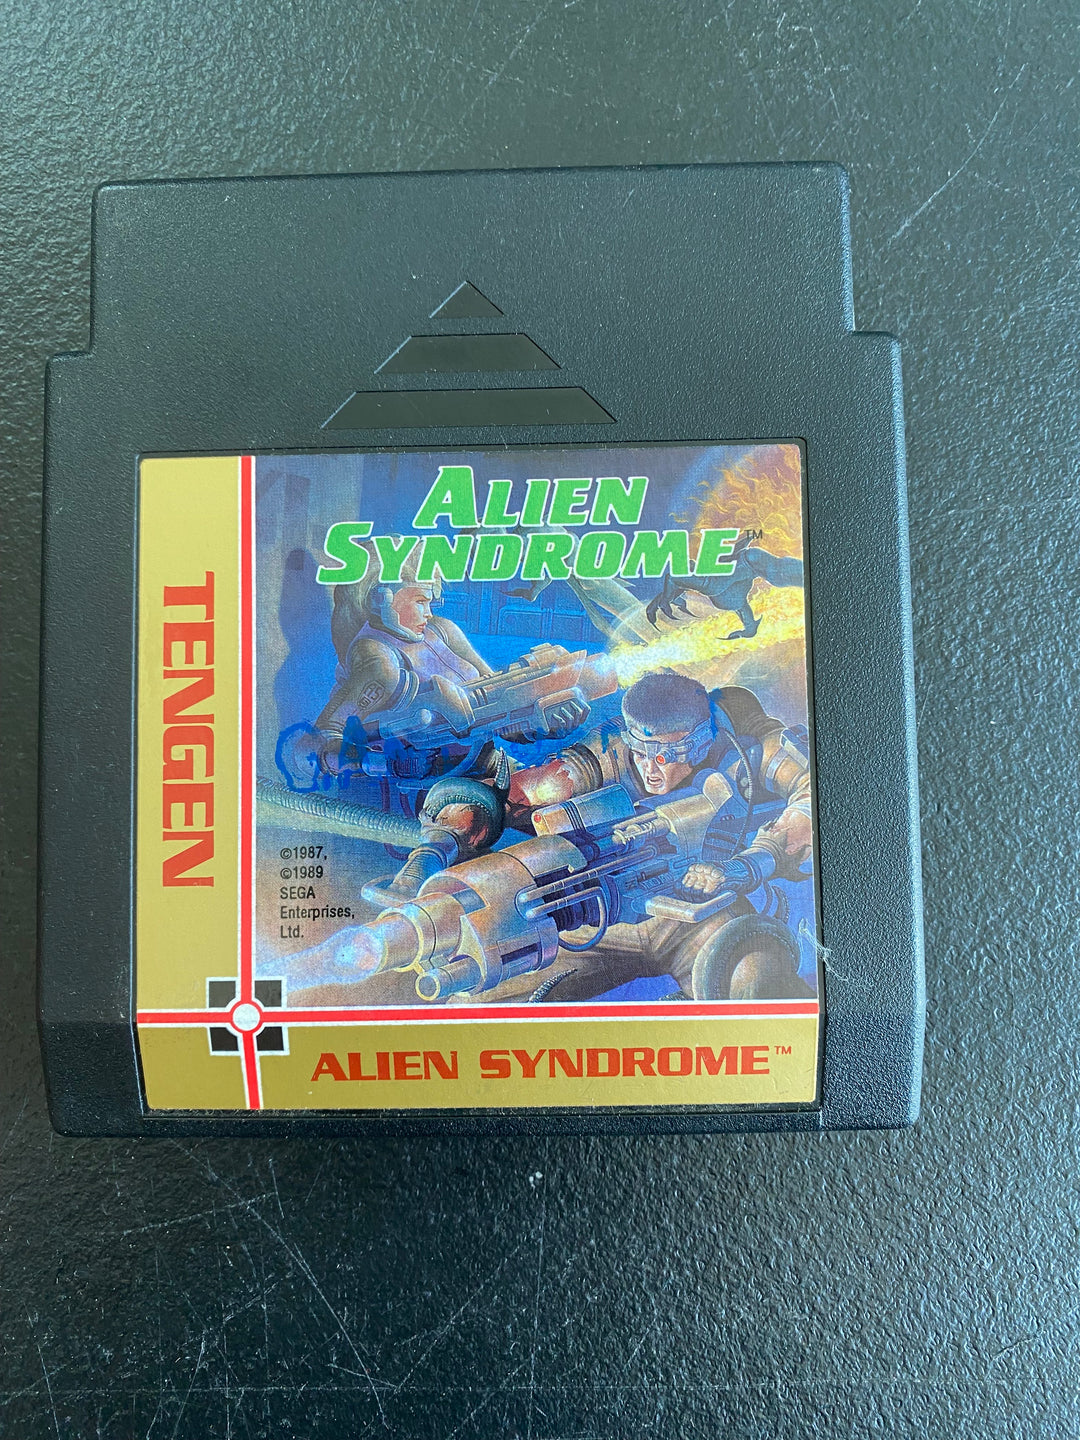 ALIEN
SYNDROME™
TENGEN
©1987,
©1989
SEGA
Enterprises,
Ltd.
ALIEN SYNDROME™